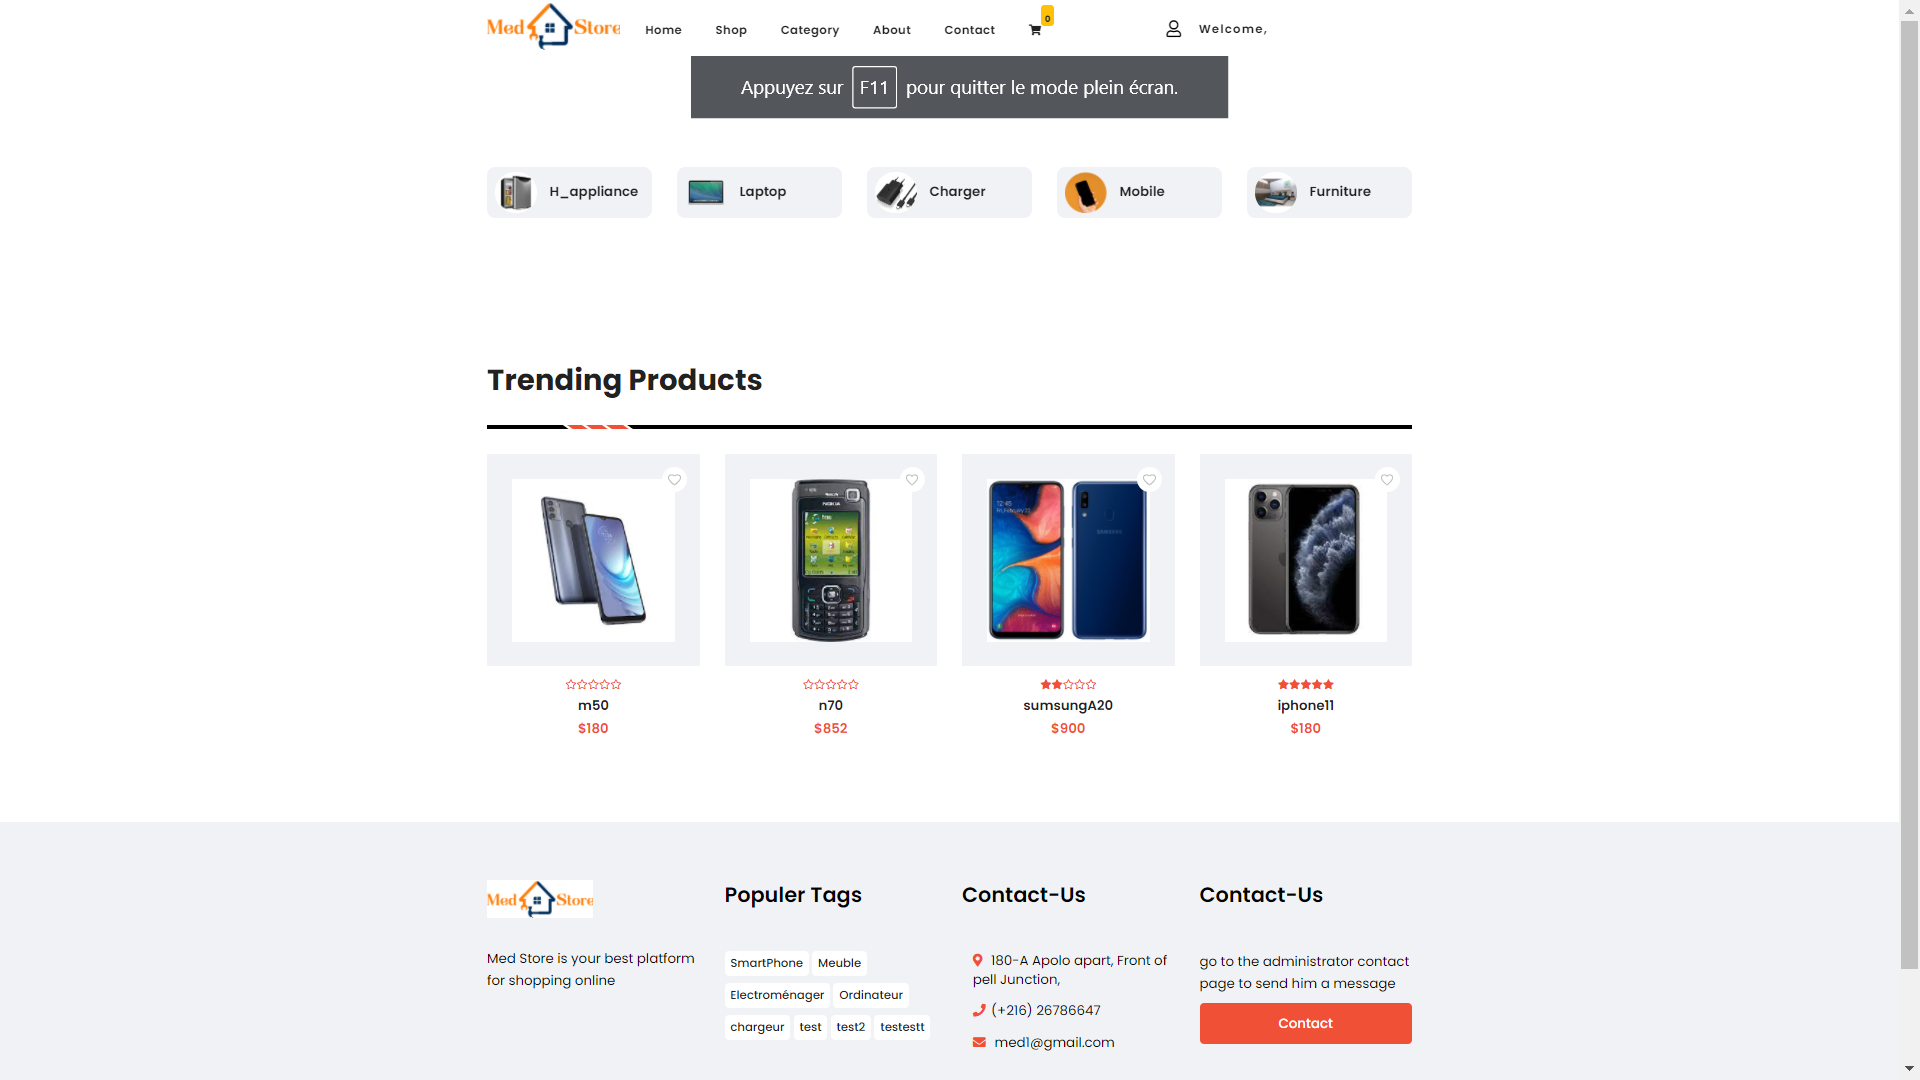 Med Store
Home Shop Category About Contact 0 Welcome,
Appuyez sur F11 pour quitter le mode plein écran.
H_appliance Laptop Charger Mobile Furniture
Trending Products
NOKIA
SAMSUNG
m50 n70 sumsungA20 iphone11
$180 $852 $900 $180
Med Store
Med Store is your best platform
for shopping online
Populer Tags
SmartPhone Meuble
Electroménager Ordinateur
chargeur test test2 testestt
Contact-Us
180-A Apolo apart, Front of
pell Junction,
(+216) 26786647
med1@gmail.com
Contact-Us
go to the administrator contact
page to send him a message
Contact